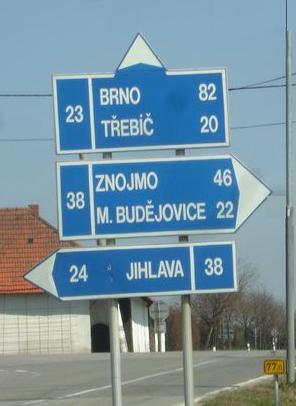 23 BRNO 82
TŘEBÍČ 20
38 ZNOJMO 46
M. BUDĚJOVICE 22
24 JIHLAVA 38